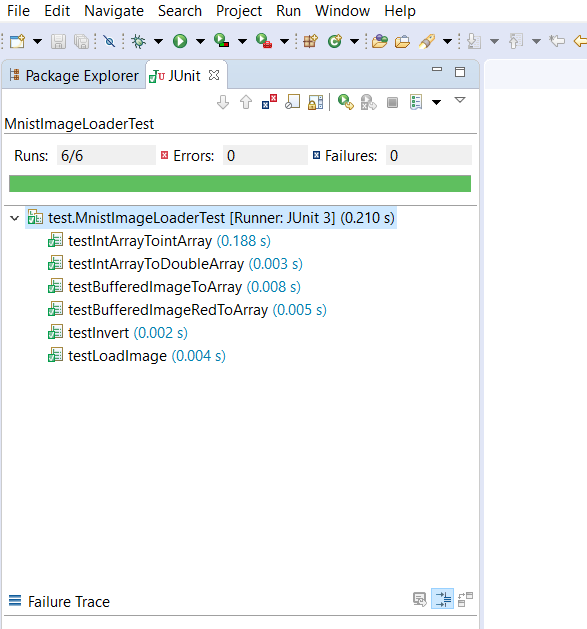 File Edit Navigate Search Project Run Window Help
Package Explorer JUnit
MnistImageLoaderTest
Runs: 6/6 Errors: 0 Failures: 0
test.MnistImageLoaderTest [Runner: JUnit 3] (0.210 s)
testIntArrayTointArray (0.188 s)
testIntArrayToDoubleArray (0.003 s)
testBufferedImageToArray (0.008 s)
testBufferedImageRedToArray (0.005 s)
testInvert (0.002 s)
testLoadImage (0.004 s)
Failure Trace